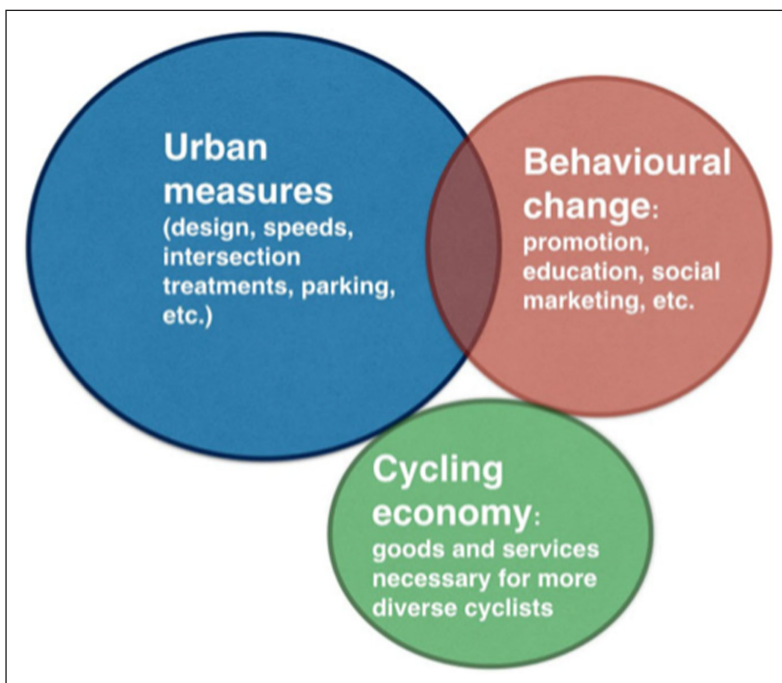 Urban
measures
(design, speeds,
intersection
treatments, parking,
etc.)
Behavioural
change:
promotion,
education, social
marketing, etc.
Cycling
economy:
goods and services
necessary for more
diverse cyclists